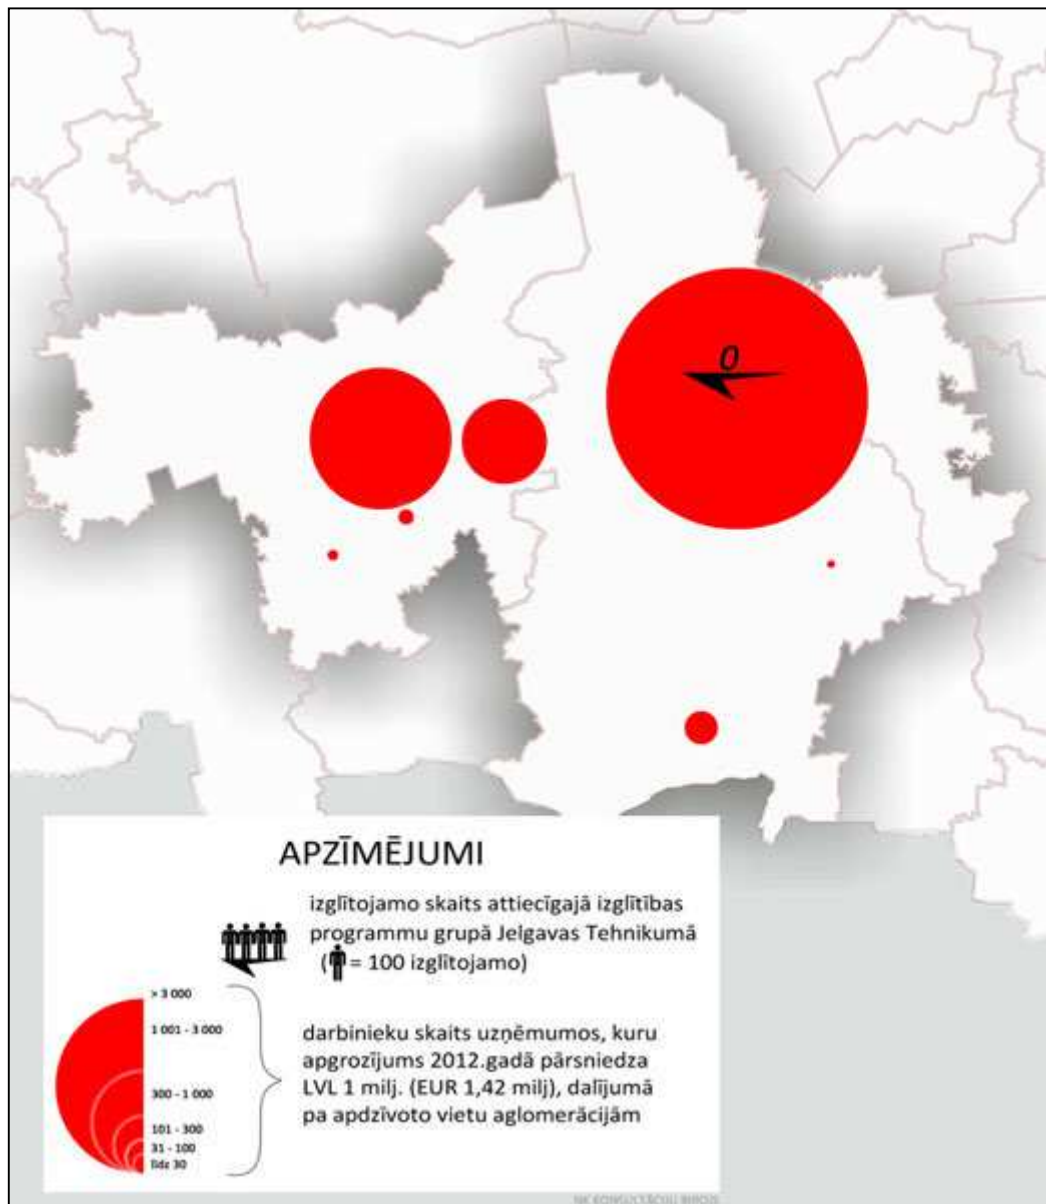 0
APZĪMĒJUMI
izglītojamo skaits attiecīgajā izglītības
programmu grupā Jelgavas Tehnikumā
( = 100 izglītojamo)
> 3 000
1 001 - 3 000
300 - 1 000
101 - 300
31 - 100
līdz 30
darbinieku skaits uzņēmumos, kuru
apgrozījums 2012.gadā pārsniedza
LVL 1 milj. (EUR 1,42 milj), dalījumā
pa apdzīvoto vietu aglomerācijām